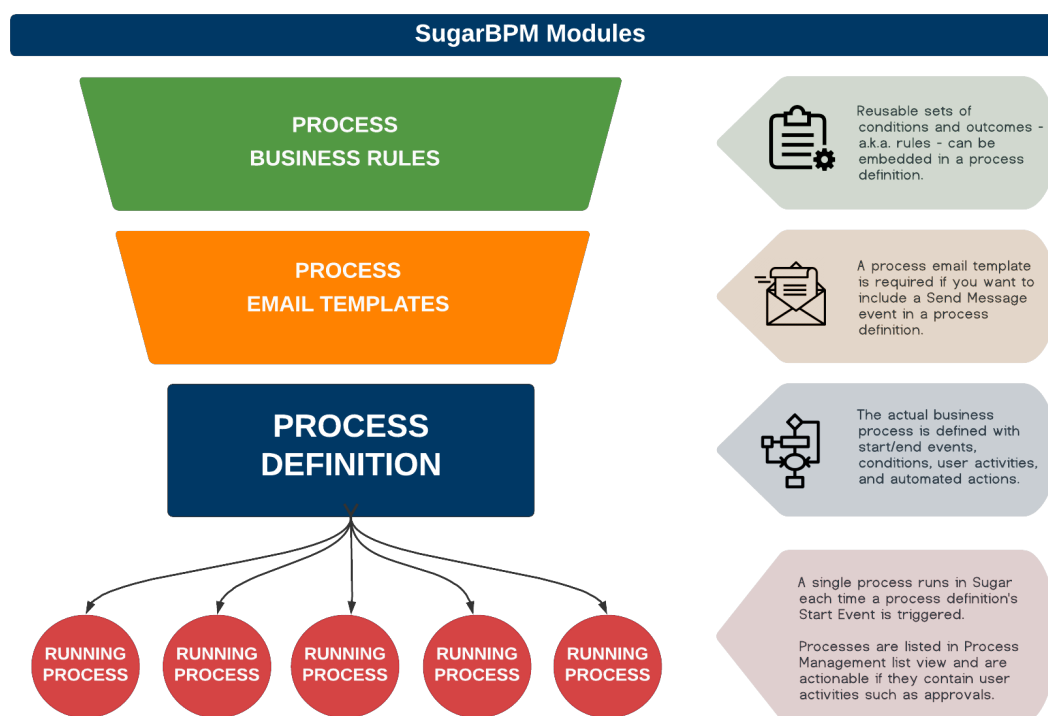 SugarBPM Modules
PROCESS
BUSINESS RULES
Reusable sets of
conditions and outcomes -
a.k.a. rules - can be
embedded in a process
definition.
PROCESS
EMAIL TEMPLATES
A process email template
is required if you want to
include a Send Message
event in a process
definition.
PROCESS
DEFINITION
The actual business
process is defined with
start/end events,
conditions, user activities,
and automated actions.
RUNNING
PROCESS
RUNNING
PROCESS
RUNNING
PROCESS
RUNNING
PROCESS
RUNNING
PROCESS
A single process runs in Sugar
each time a process definition's
Start Event is triggered.
Processes are listed in Process
Management list view and are
actionable if they contain user
activities such as approvals.